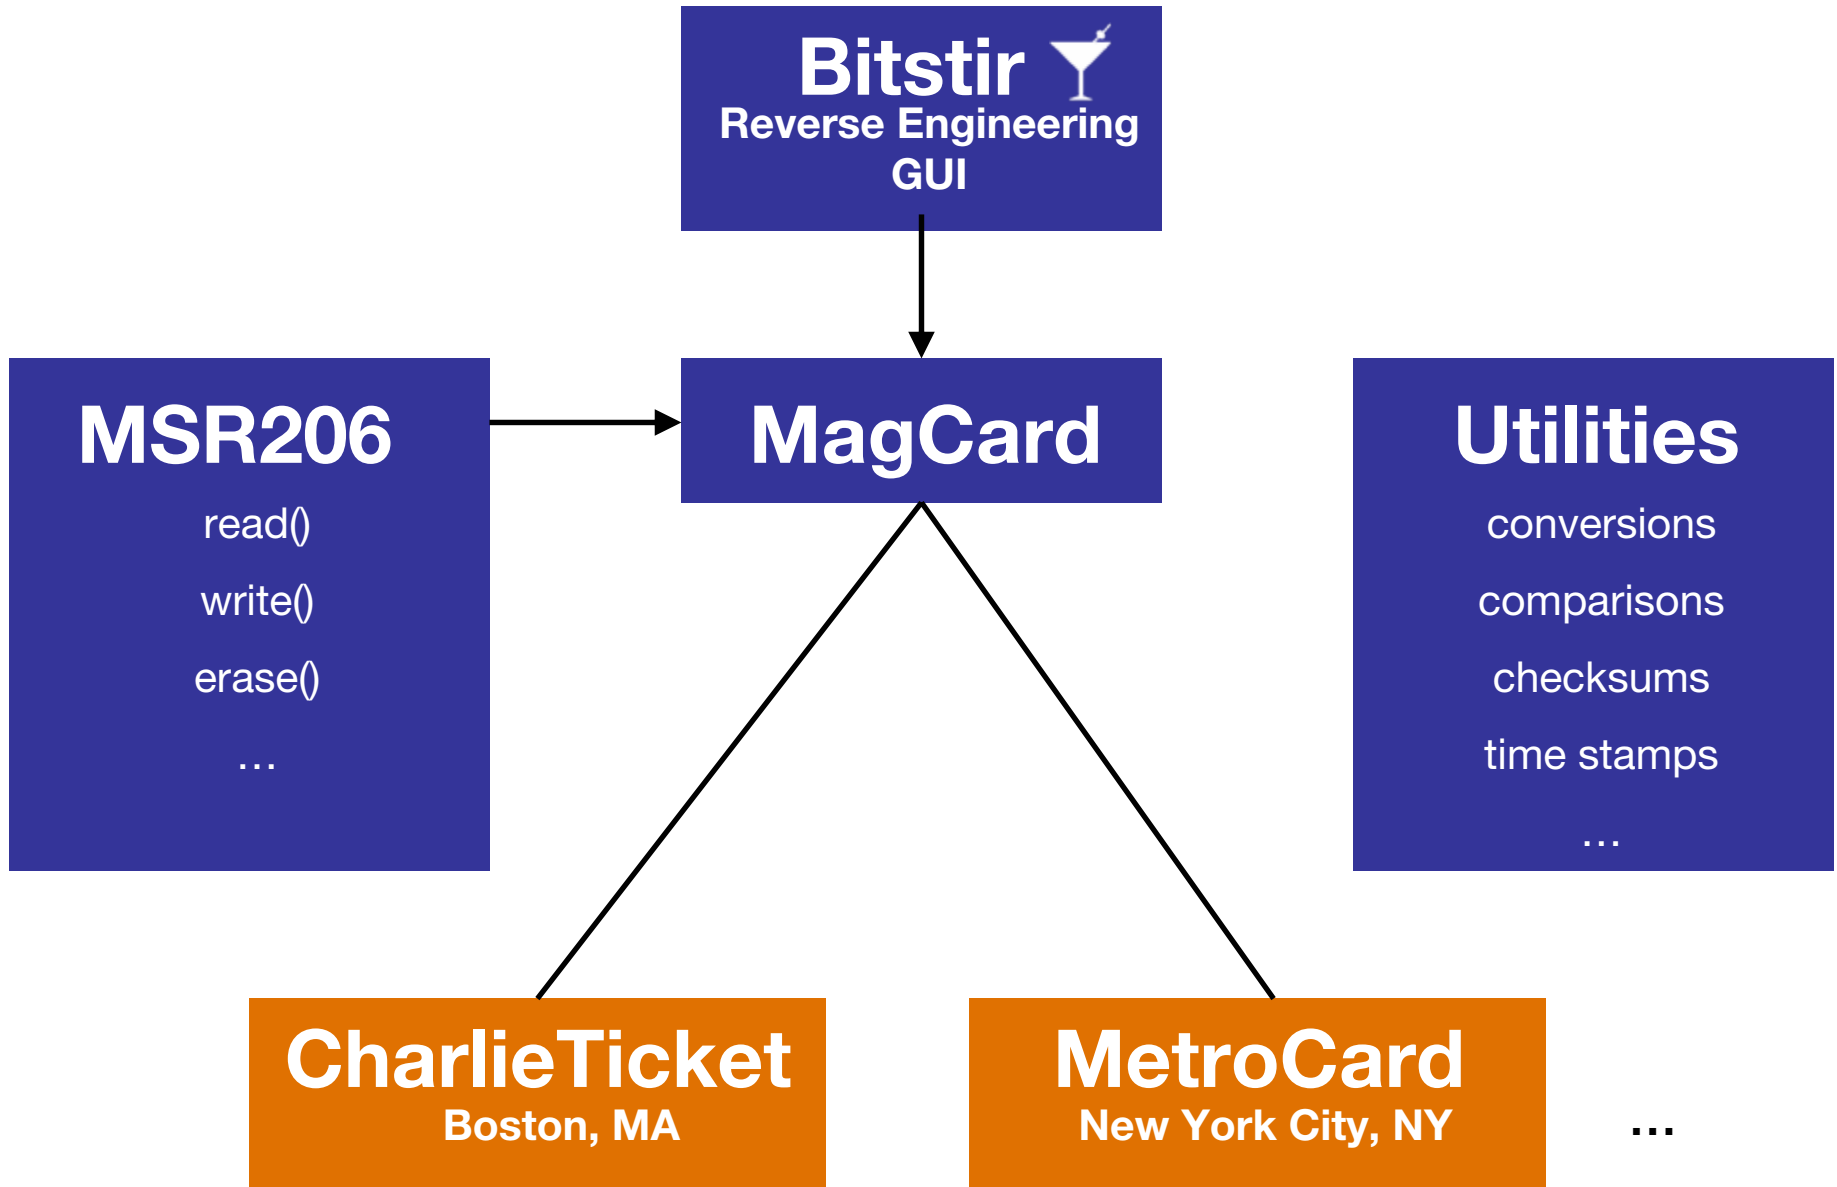 Bitstir
Reverse Engineering
GUI
MSR206
read()
write()
erase()
...
MagCard
Utilities
conversions
comparisons
checksums
time stamps
...
CharlieTicket
Boston, MA
MetroCard
New York City, NY
...